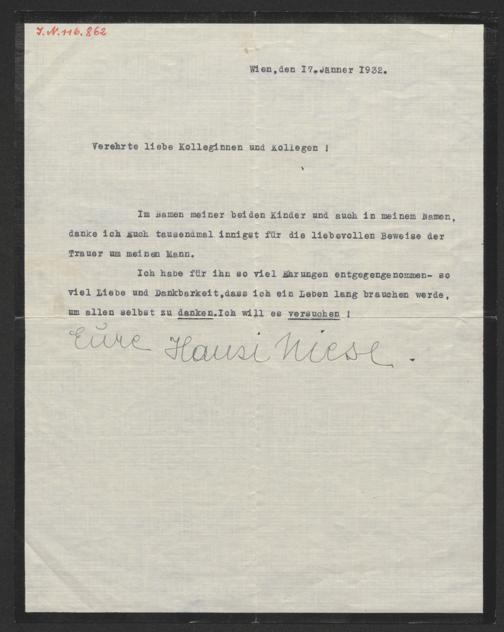 I.N. 116.862
Wien,den 17.Jänner 1932.
Verehrte liebe Kolleginnen und Kollegen !
Im Namen meiner beiden Kinder und auch in meinem Namen,
danke ich Euch tausendmal innigst für die liebevollen Beweise der
Trauer um meinen Mann.
Ich habe für ihn so viel Ehrungen entgegengenommen- so
viel Liebe und Dankbarkeit,dass ich ein Leben lang brauchen werde,
um allen selbst zu danken.Ich will es versuchen !
Eure Hansi Niese.